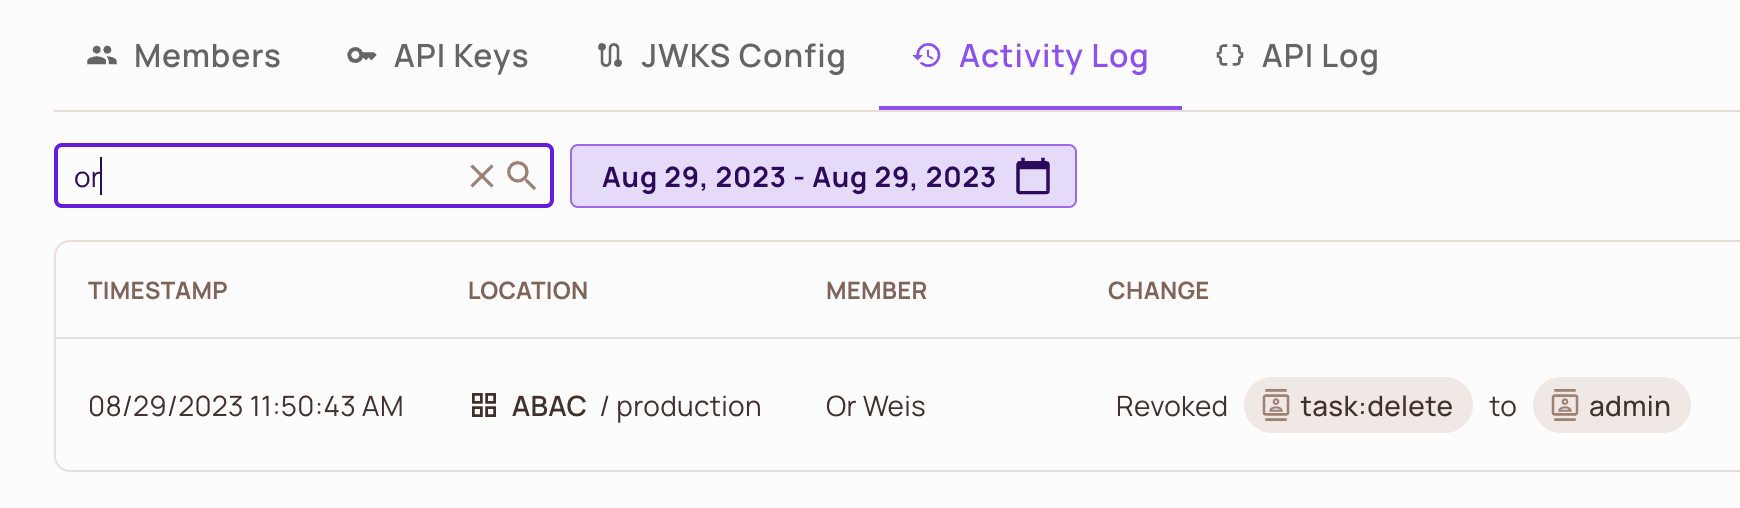 Members API Keys JWKS Config Activity Log API Log
or Aug 29, 2023 - Aug 29, 2023
TIMESTAMP LOCATION MEMBER CHANGE
08/29/2023 11:50:43 AM ABAC / production Or Weis Revoked task:delete to admin